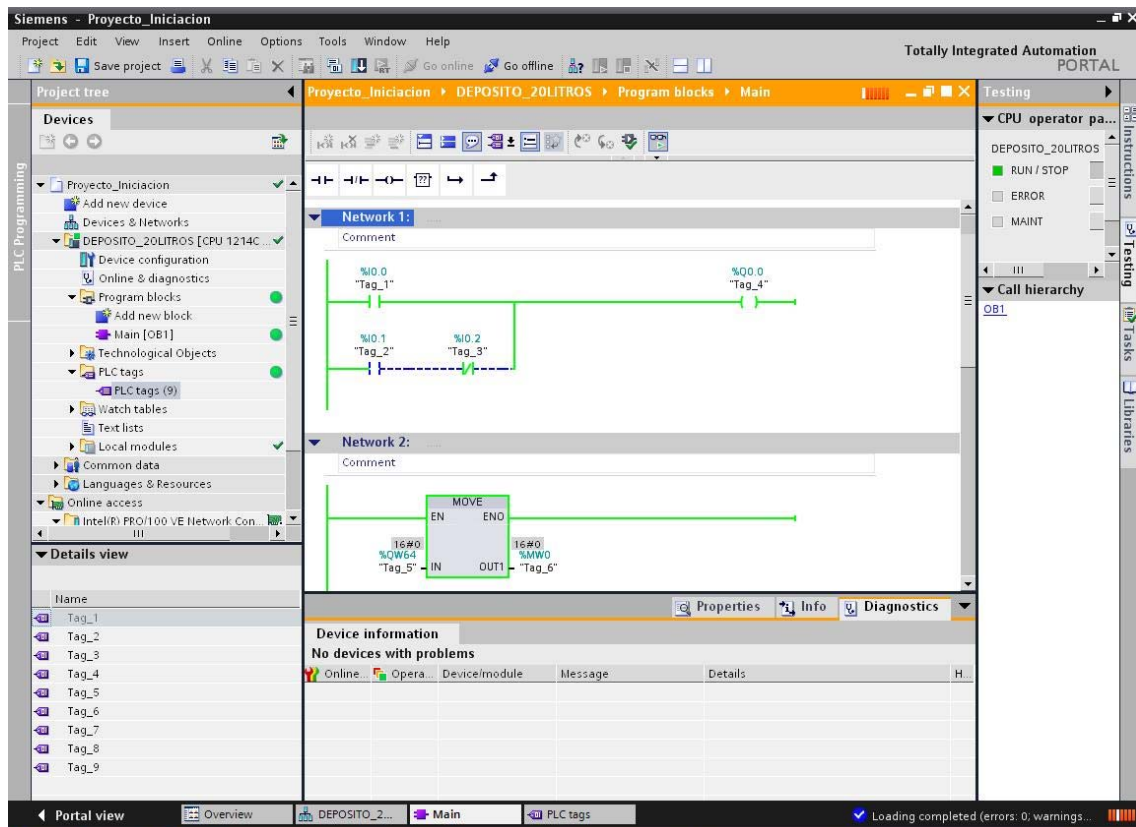 Siemens - Proyecto_Iniciacion
Project Edit View Insert Online Options Tools Window Help
Totally Integrated Automation
PORTAL
Save project Go online Go offline
Project tree
Proyecto_Iniciacion DEPOSITO_20LITROS Program blocks Main
Testing
Devices
PLC Programming
Proyecto_Iniciacion
Add new device
Devices & Networks
DEPOSITO_20LITROS [CPU 1214C ...
Device configuration
Online & diagnostics
Program blocks
Add new block
Main [OB1]
Technological Objects
PLC tags
PLC tags (9)
Watch tables
Text lists
Local modules
Common data
Languages & Resources
Online access
Intel(R) PRO/100 VE Network Con...
Details view
Name
Tag_1
Tag_2
Tag_3
Tag_4
Tag_5
Tag_6
Tag_7
Tag_8
Tag_9
Network 1: .....
Comment
%I0.0
"Tag_1"
%Q0.0
"Tag_4"
%I0.1
"Tag_2"
%I0.2
"Tag_3"
Network 2: .....
Comment
MOVE
EN ENO
16#0
%QW64
"Tag_5" IN
16#0
%MW0
OUT1 "Tag_6"
Properties Info Diagnostics
Device information
No devices with problems
Online... Opera... Device/module Message Details H...
CPU operator pa...
DEPOSITO_20LITROS
RUN / STOP
ERROR
MAINT
Call hierarchy
OB1
Instructions
Testing
Tasks
Libraries
Portal view Overview DEPOSITO_2... Main PLC tags Loading completed (errors: 0; warnings...